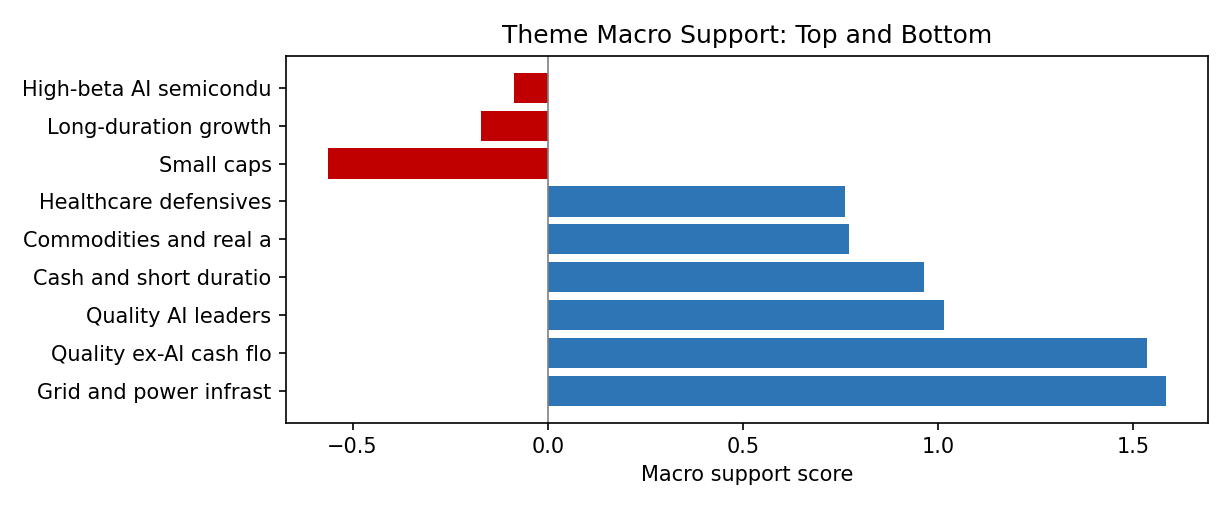 Theme Macro Support: Top and Bottom
High-beta AI semicondu
Long-duration growth
Small caps
Healthcare defensives
Commodities and real a
Cash and short duratio
Quality AI leaders
Quality ex-AI cash flo
Grid and power infrast
−0.5 0.0 0.5 1.0 1.5
Macro support score